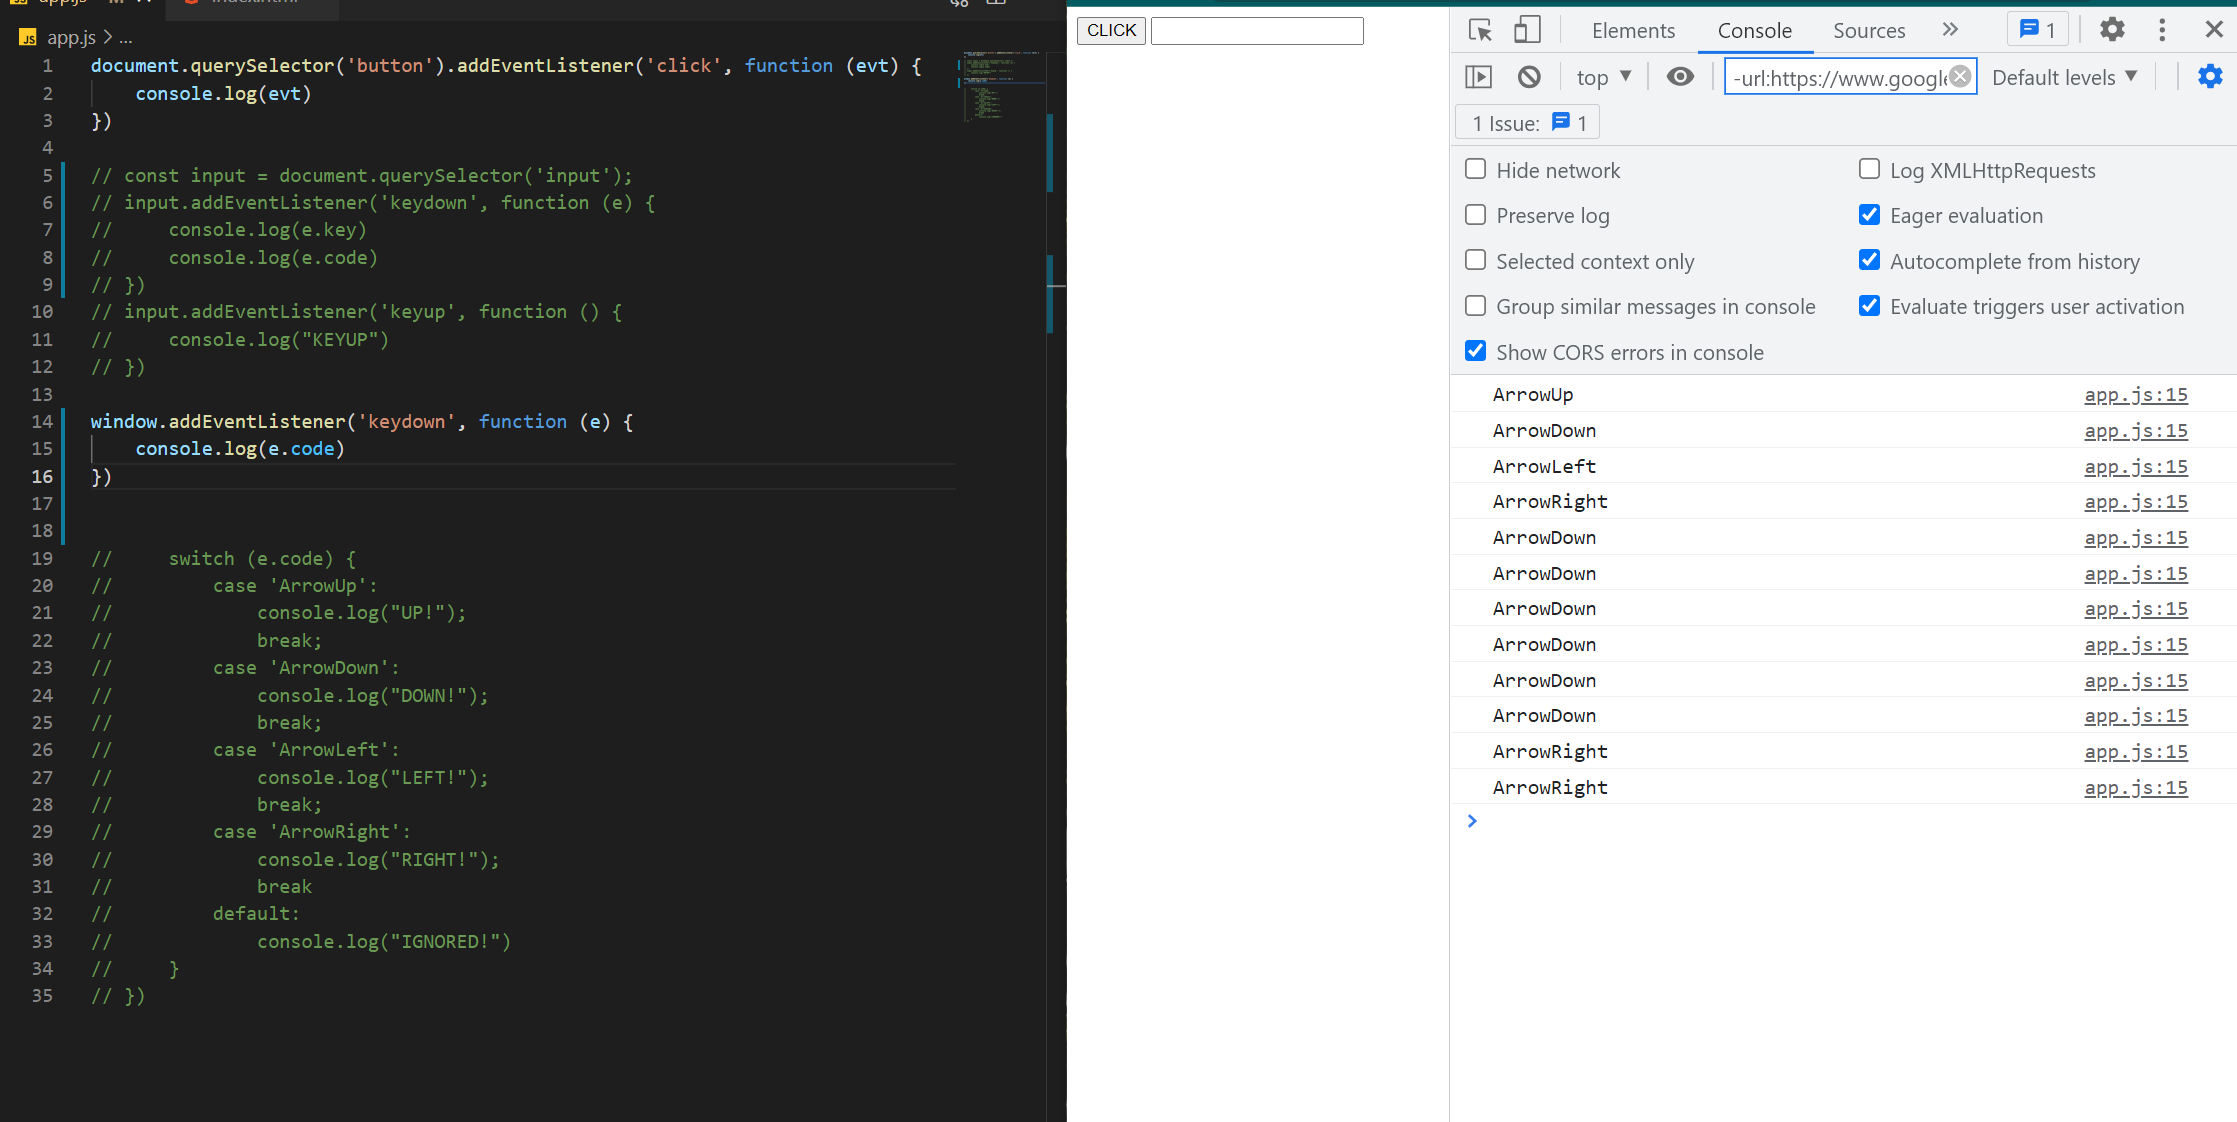 app.js > ...
1 document.querySelector('button').addEventListener('click', function (evt) {
2     console.log(evt)
3 })
4
5 // const input = document.querySelector('input');
6 // input.addEventListener('keydown', function (e) {
7 //     console.log(e.key)
8 //     console.log(e.code)
9 // })
10 // input.addEventListener('keyup', function () {
11 //     console.log("KEYUP")
12 // })
13
14 window.addEventListener('keydown', function (e) {
15     console.log(e.code)
16 })
17
18
19 //     switch (e.code) {
20 //         case 'ArrowUp':
21 //             console.log("UP!");
22 //             break;
23 //         case 'ArrowDown':
24 //             console.log("DOWN!");
25 //             break;
26 //         case 'ArrowLeft':
27 //             console.log("LEFT!");
28 //             break;
29 //         case 'ArrowRight':
30 //             console.log("RIGHT!");
31 //             break
32 //         default:
33 //             console.log("IGNORED!")
34 //     }
35 // })
CLICK
Elements Console Sources 1
top -url:https://www.google Default levels
1 Issue: 1
Hide network Log XMLHttpRequests
Preserve log Eager evaluation
Selected context only Autocomplete from history
Group similar messages in console Evaluate triggers user activation
Show CORS errors in console
ArrowUp app.js:15
ArrowDown app.js:15
ArrowLeft app.js:15
ArrowRight app.js:15
ArrowDown app.js:15
ArrowDown app.js:15
ArrowDown app.js:15
ArrowDown app.js:15
ArrowDown app.js:15
ArrowDown app.js:15
ArrowRight app.js:15
ArrowRight app.js:15